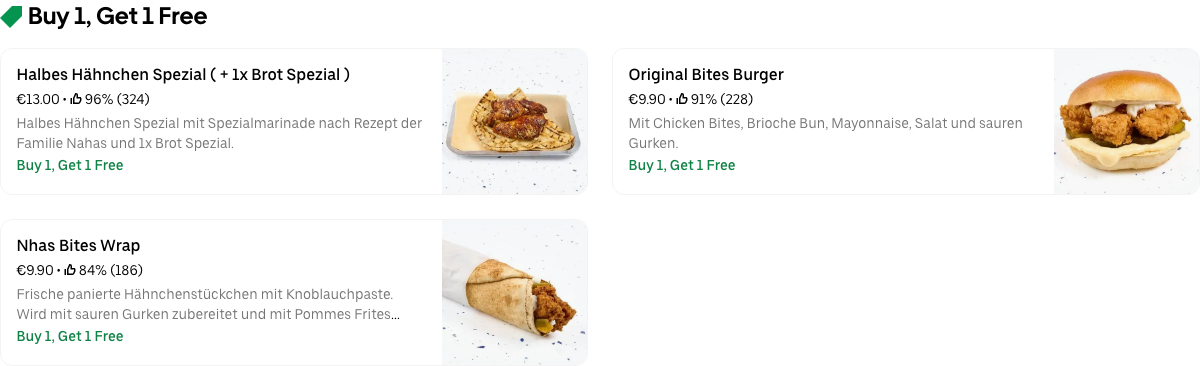 Buy 1, Get 1 Free
Halbes Hähnchen Spezial ( + 1x Brot Spezial )
€13.00 • 96% (324)
Halbes Hähnchen Spezial mit Spezialmarinade nach Rezept der
Familie Nahas und 1x Brot Spezial.
Buy 1, Get 1 Free
Original Bites Burger
€9.90 • 91% (228)
Mit Chicken Bites, Brioche Bun, Mayonnaise, Salat und sauren
Gurken.
Buy 1, Get 1 Free
Nhas Bites Wrap
€9.90 • 84% (186)
Frische panierte Hähnchenstückchen mit Knoblauchpaste.
Wird mit sauren Gurken zubereitet und mit Pommes Frites...
Buy 1, Get 1 Free